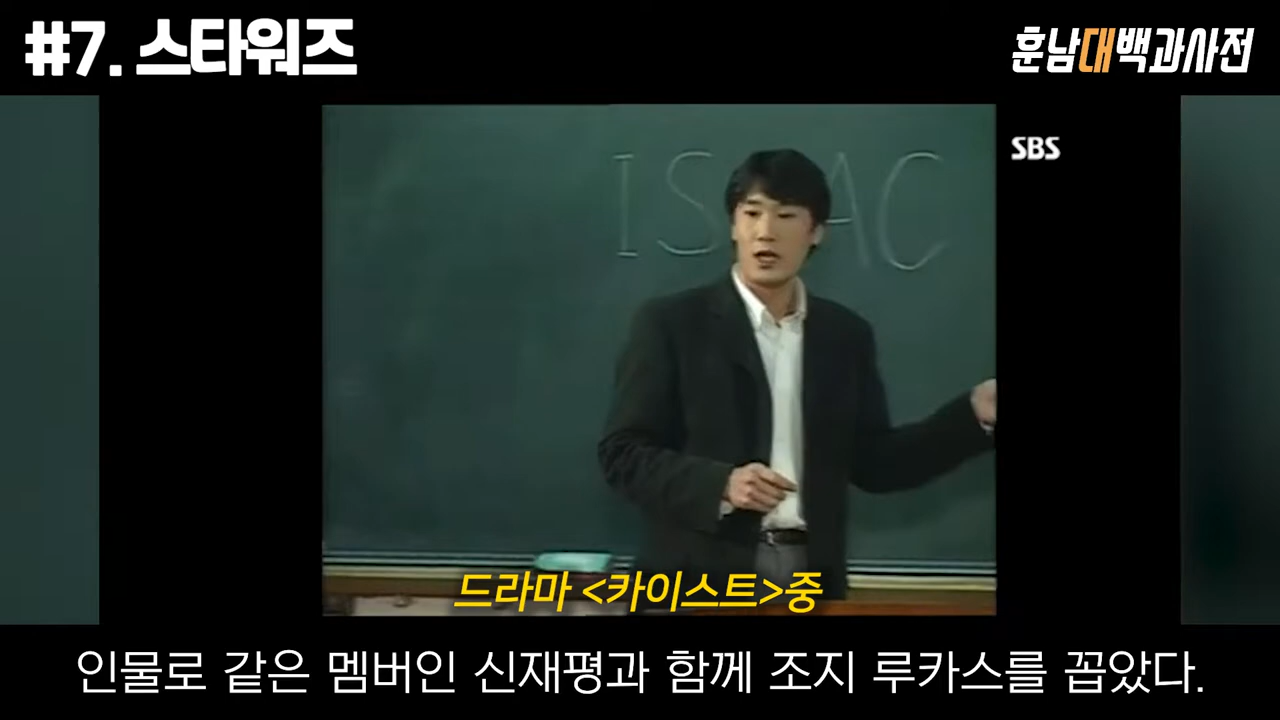 #7. 스타워즈
훈남대백과사전
SBS
IS AC
드라마 <카이스트>중
인물로 같은 멤버인 신재평과 함께 조지 루카스를 꼽았다.